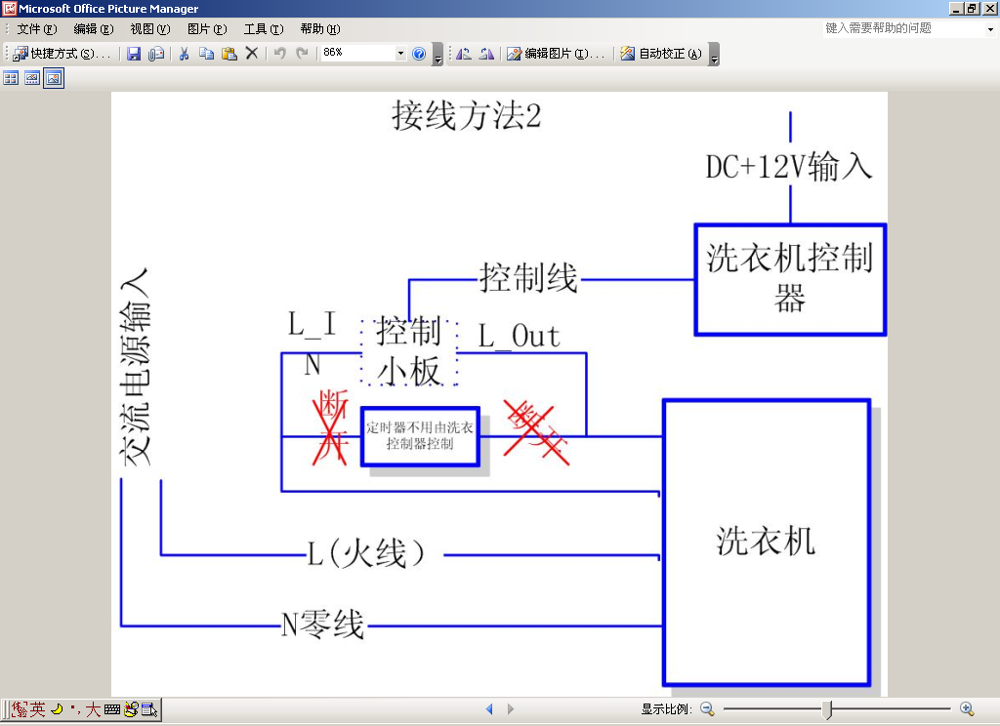 Microsoft Office Picture Manager
文件(F) 编辑(E) 视图(V) 图片(P) 工具(T) 帮助(H)
键入需要帮助的问题
快捷方式(S)...
86%
编辑图片(I)...
自动校正(A)
接线方法2
DC+12V输入
洗衣机控制
器
控制线
交流电源输入
L_I
N
控制
小板
L_Out
断
开
定时器不用由洗衣
控制器控制
断开
洗衣机
L(火线)
N零线
英
大
显示比例: